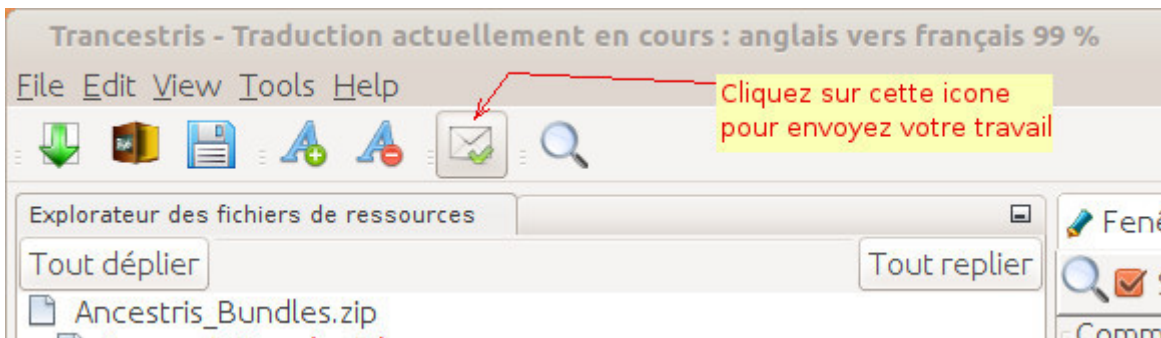 Trancestris - Traduction actuellement en cours : anglais vers français 99 %
File Edit View Tools Help
Cliquez sur cette icone
pour envoyez votre travail
Explorateur des fichiers de ressources
Tout déplier
Tout replier
Ancestris_Bundles.zip